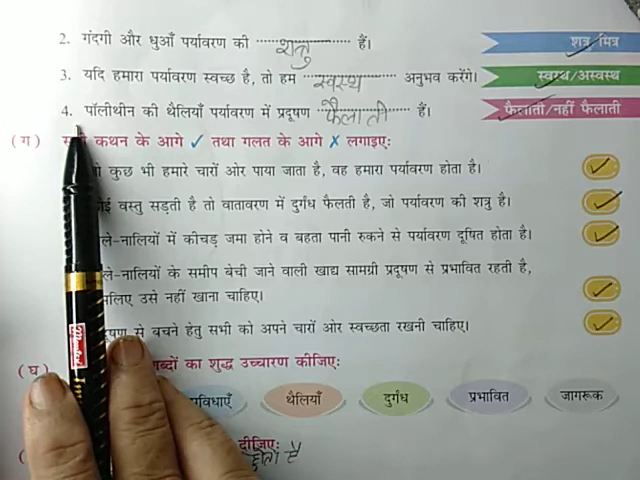 2. गंदगी और धुआँ पर्यावरण की शत्रु हैं। शत्रु/मित्र
3. यदि हमारा पर्यावरण स्वच्छ है, तो हम स्वस्थ अनुभव करेंगे। स्वस्थ/अस्वस्थ
4. पॉलीथीन की थैलियाँ पर्यावरण में प्रदूषण फैलाती हैं। फैलाती/नहीं फैलाती
(ग) कथन के आगे ✓ तथा गलत के आगे ✗ लगाइए:
कुछ भी हमारे चारों ओर पाया जाता है, वह हमारा पर्यावरण होता है। ✓
वस्तु सड़ती है तो वातावरण में दुर्गंध फैलती है, जो पर्यावरण की शत्रु है। ✓
ले-नालियों में कीचड़ जमा होने व बहता पानी रुकने से पर्यावरण दूषित होता है। ✓
ले-नालियों के समीप बेची जाने वाली खाद्य सामग्री प्रदूषण से प्रभावित रहती है,
लिए उसे नहीं खाना चाहिए। ✓
से बचने हेतु सभी को अपने चारों ओर स्वच्छता रखनी चाहिए। ✓
(घ) शब्दों का शुद्ध उच्चारण कीजिए:
थैलियाँ दुर्गंध प्रभावित जागरूक
दीजिए:
होता है